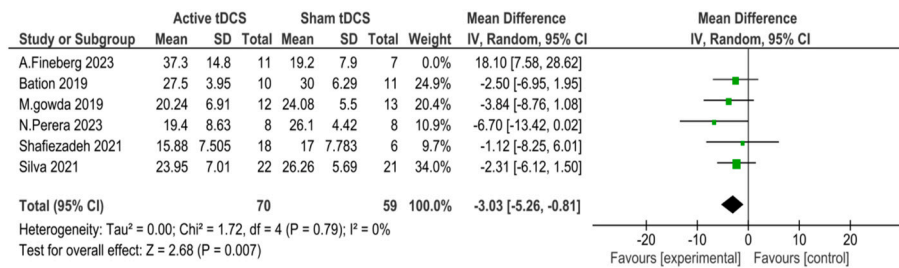 Active tDCS Sham tDCS Mean Difference Mean Difference
Study or Subgroup Mean SD Total Mean SD Total Weight IV, Random, 95% CI IV, Random, 95% CI
A.Fineberg 2023 37.3 14.8 11 19.2 7.9 7 0.0% 18.10 [7.58, 28.62]
Bation 2019 27.5 3.95 10 30 6.29 11 24.9% -2.50 [-6.95, 1.95]
M.gowda 2019 20.24 6.91 12 24.08 5.5 13 20.4% -3.84 [-8.76, 1.08]
N.Perera 2023 19.4 8.63 8 26.1 4.42 8 10.9% -6.70 [-13.42, 0.02]
Shafiezadeh 2021 15.88 7.505 18 17 7.783 6 9.7% -1.12 [-8.25, 6.01]
Silva 2021 23.95 7.01 22 26.26 5.69 21 34.0% -2.31 [-6.12, 1.50]
Total (95% CI) 70 59 100.0% -3.03 [-5.26, -0.81]
Heterogeneity: Tau² = 0.00; Chi² = 1.72, df = 4 (P = 0.79); I² = 0%
Test for overall effect: Z = 2.68 (P = 0.007)
-20 -10 0 10 20
Favours [experimental] Favours [control]